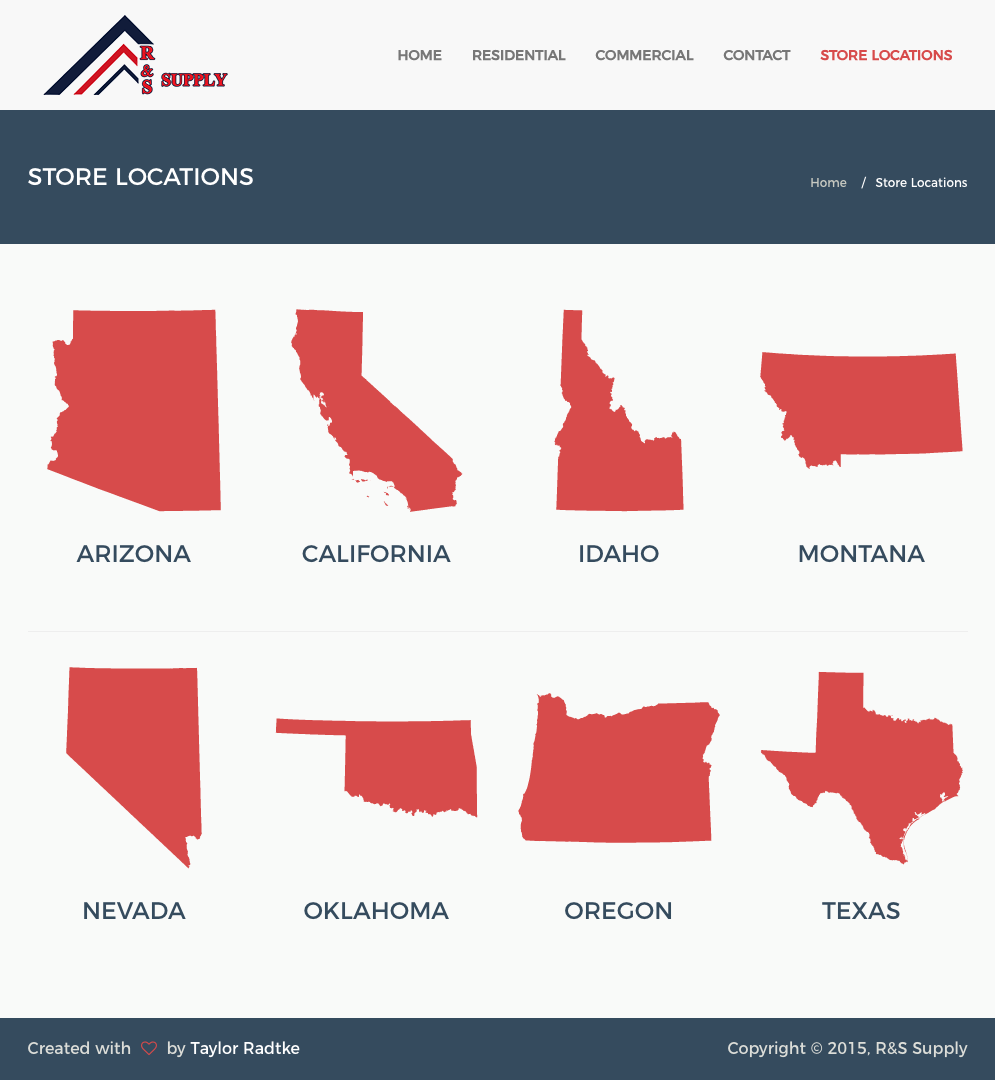 R&S SUPPLY
HOME RESIDENTIAL COMMERCIAL CONTACT STORE LOCATIONS
STORE LOCATIONS
Home / Store Locations
ARIZONA CALIFORNIA IDAHO MONTANA
NEVADA OKLAHOMA OREGON TEXAS
Created with ♡ by Taylor Radtke
Copyright © 2015, R&S Supply